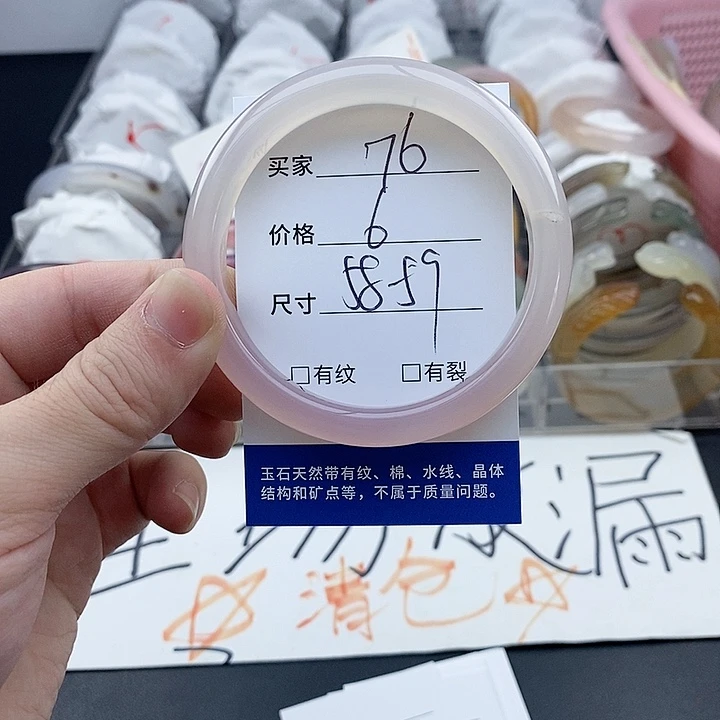 买家 76
价格 6
尺寸 58-59
□有纹 □有裂
玉石天然带有纹、棉、水线、晶体
结构和矿点等，不属于质量问题。
全场 漏
☆ 清仓 ☆